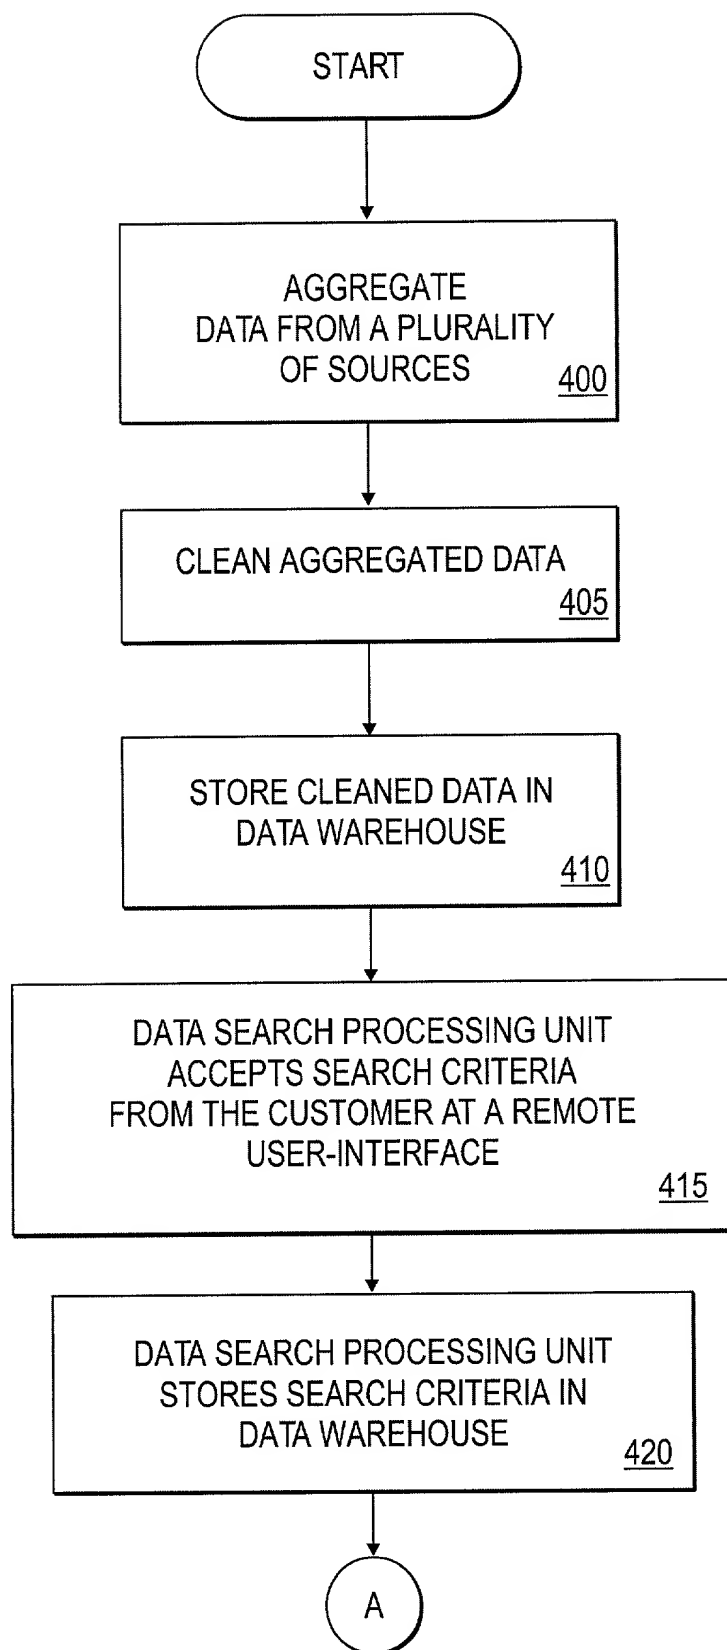 START
AGGREGATE
DATA FROM A PLURALITY
OF SOURCES
400
CLEAN AGGREGATED DATA
405
STORE CLEANED DATA IN
DATA WAREHOUSE
410
DATA SEARCH PROCESSING UNIT
ACCEPTS SEARCH CRITERIA
FROM THE CUSTOMER AT A REMOTE
USER-INTERFACE
415
DATA SEARCH PROCESSING UNIT
STORES SEARCH CRITERIA IN
DATA WAREHOUSE
420
A